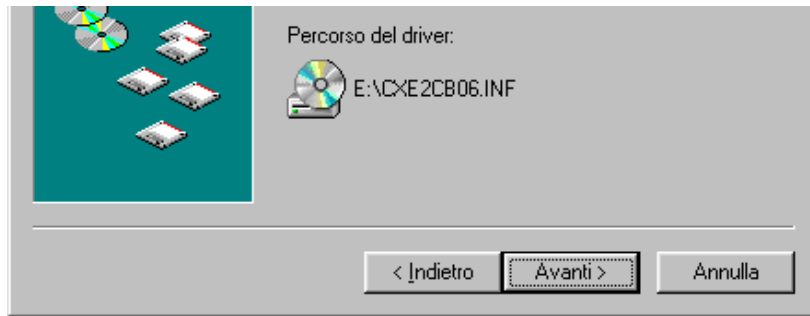 Percorso del driver:
E:\CXE2CB06.INF
< Indietro
Avanti >
Annulla